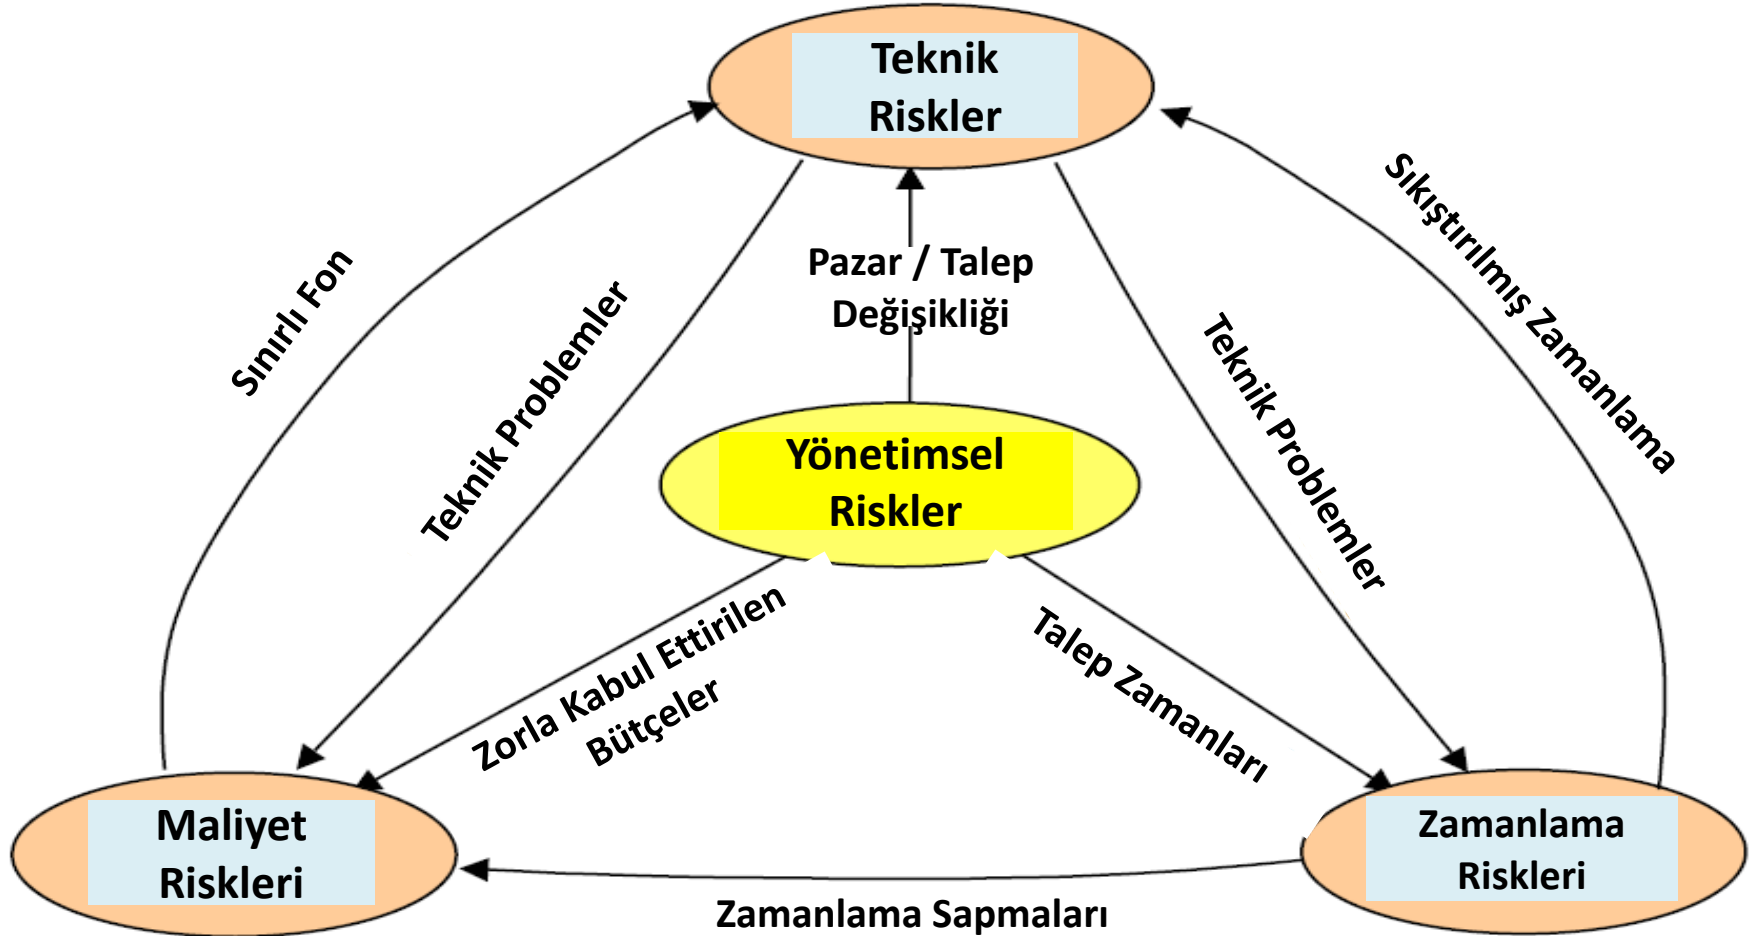 Teknik
Riskler
Sınırlı Fon
Teknik Problemler
Pazar / Talep
Değişikliği
Teknik Problemler
Sıkıştırılmış Zamanlama
Yönetimsel
Riskler
Zorla Kabul Ettirilen
Bütçeler
Talep Zamanları
Maliyet
Riskleri
Zamanlama
Riskleri
Zamanlama Sapmaları